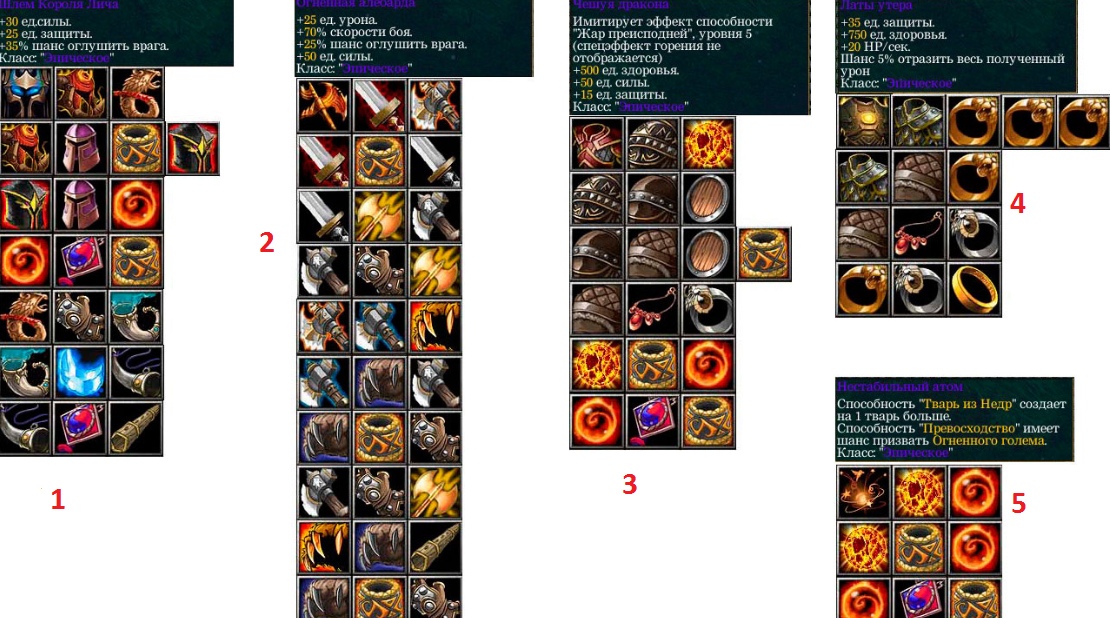 Шлем Короля Лича
+30 ед.силы.
+25 ед. защиты.
+35% шанс оглушить врага.
Класс: "Эпическое"
1
Огненная алебарда
+25 ед. урона.
+70% скорости боя.
+25% шанс оглушить врага.
+50 ед. силы.
Класс: "Эпическое"
2
Чешуя дракона
Имитирует эффект способности
"Жар преисподней", уровня 5
(спецэффект горения не
отображается)
+500 ед. здоровья.
+50 ед. силы.
+15 ед. защиты.
Класс: "Эпическое"
3
Латы утера
+35 ед. защиты.
+750 ед. здоровья.
+20 HP/сек.
Шанс 5% отразить весь полученный
урон
Класс: "Эпическое"
4
Нестабильный атом
Способность "Тварь из Недр" создает
на 1 тварь больше.
Способность "Превосходство" имеет
шанс призвать Огненного голема.
Класс: "Эпическое"
5